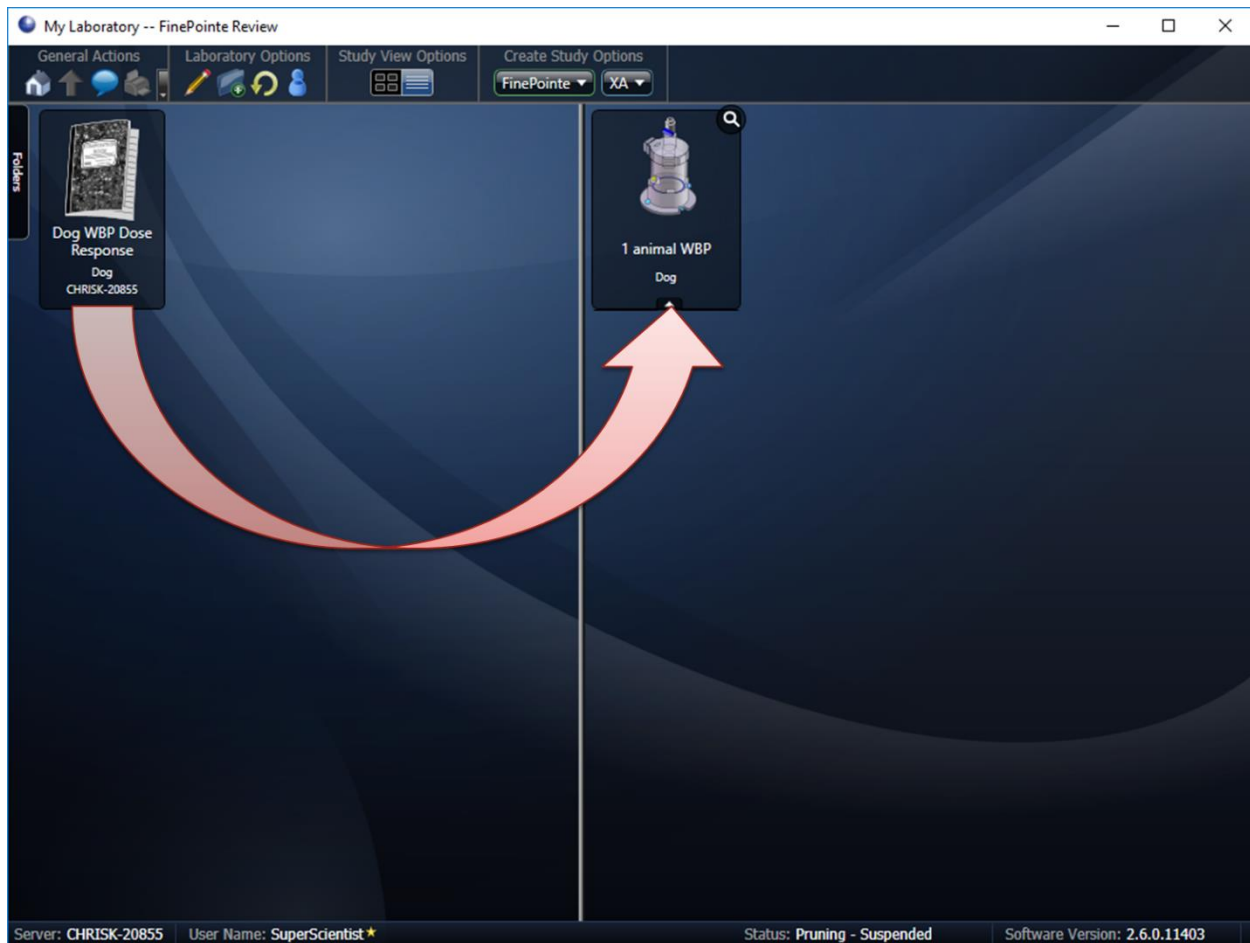 My Laboratory -- FinePointe Review
General Actions
Laboratory Options
Study View Options
Create Study Options
FinePointe
XA
Folders
Dog WBP Dose
Response
Dog
CHRISK-20855
1 animal WBP
Dog
Server: CHRISK-20855
User Name: SuperScientist
Status: Pruning - Suspended
Software Version: 2.6.0.11403